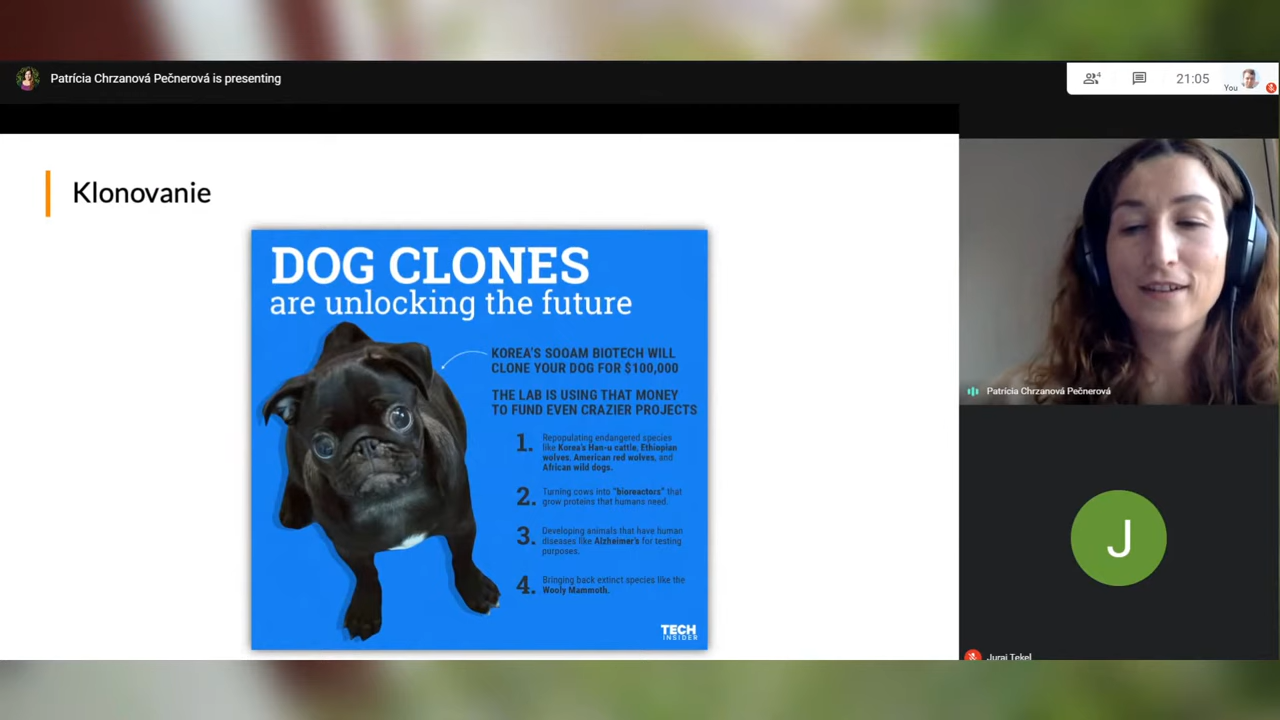 Patrícia Chrzanová Pečnerová is presenting
4
21:05
You
Klonovanie
DOG CLONES
are unlocking the future
KOREA'S SOOAM BIOTECH WILL
CLONE YOUR DOG FOR $100,000
THE LAB IS USING THAT MONEY
TO FUND EVEN CRAZIER PROJECTS
1. Repopulating endangered species
like Korea's Han-u cattle, Ethiopian
wolves, American red wolves, and
African wild dogs.
2. Turning cows into "bioreactors" that
grow proteins that humans need.
3. Developing animals that have human
diseases like Alzheimer's for testing
purposes.
4. Bringing back extinct species like the
Wooly Mammoth.
TECH
INSIDER
Patrícia Chrzanová Pečnerová
J
Juraj Tekel